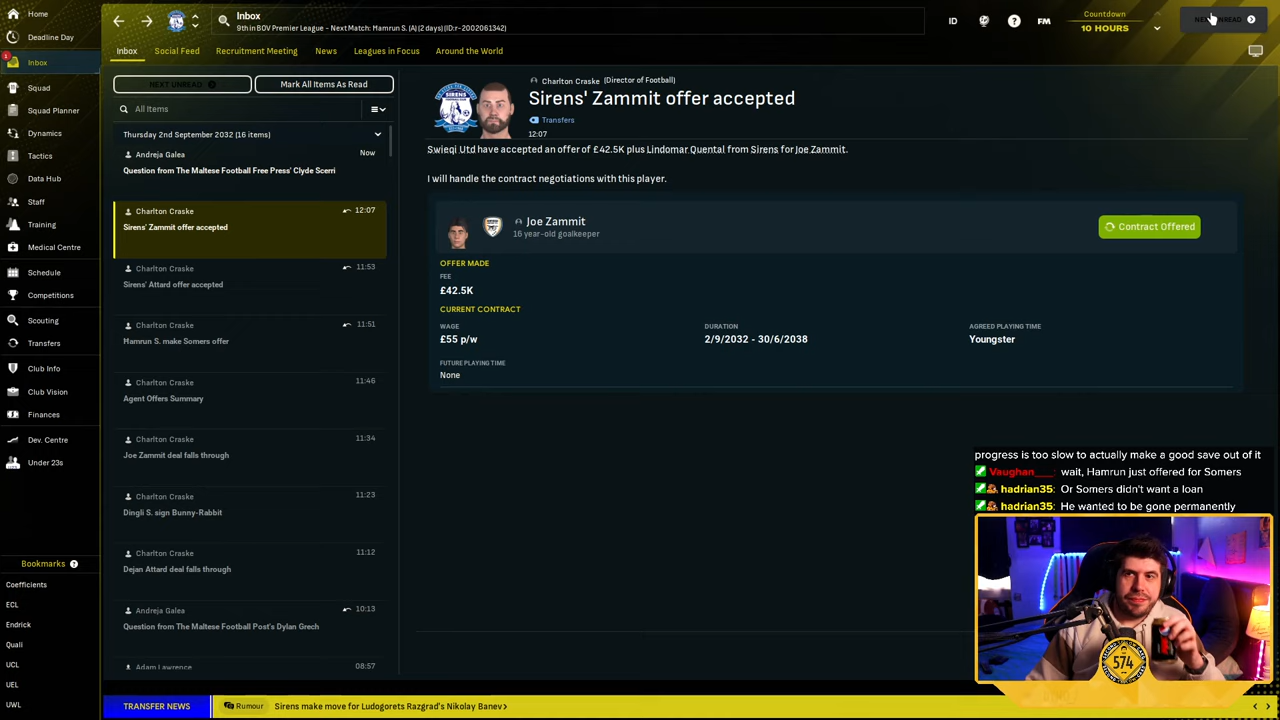 Home
Deadline Day
1
Inbox
Squad
Squad Planner
Dynamics
Tactics
Data Hub
Staff
Training
Medical Centre
Schedule
Competitions
Scouting
Transfers
Club Info
Club Vision
Finances
Dev. Centre
Under 23s
Bookmarks ?
Coefficients
ECL
Endrick
Quali
UCL
UEL
UWL
Inbox
9th in BOV Premier League - Next Match: Hamrun S. (A) (2 days) (ID:r-2002061342)
ID
?
FM
Countdown
10 HOURS
NEXT UNREAD
Inbox
Social Feed
Recruitment Meeting
News
Leagues in Focus
Around the World
NEXT UNREAD
Mark All Items As Read
All Items
Thursday 2nd September 2032 (16 items)
Andreja Galea Now
Question from The Maltese Football Free Press' Clyde Scerri
Charlton Craske 12:07
Sirens' Zammit offer accepted
Charlton Craske 11:53
Sirens' Attard offer accepted
Charlton Craske 11:51
Hamrun S. make Somers offer
Charlton Craske 11:46
Agent Offers Summary
Charlton Craske 11:34
Joe Zammit deal falls through
Charlton Craske 11:23
Dingli S. sign Bunny-Rabbit
Charlton Craske 11:12
Dejan Attard deal falls through
Andreja Galea 10:13
Question from The Maltese Football Post's Dylan Grech
Adam Lawrence 08:57
SIRENS
Charlton Craske (Director of Football)
Sirens' Zammit offer accepted
Transfers
12:07
Swieqi Utd have accepted an offer of £42.5K plus Lindomar Quental from Sirens for Joe Zammit.
I will handle the contract negotiations with this player.
Joe Zammit
16 year-old goalkeeper
Contract Offered
OFFER MADE
FEE
£42.5K
CURRENT CONTRACT
WAGE
£55 p/w
DURATION
2/9/2032 - 30/6/2038
AGREED PLAYING TIME
Youngster
FUTURE PLAYING TIME
None
progress is too slow to actually make a good save out of it
Vaughan___: wait, Hamrun just offered for Somers
hadrian35: Or Somers didn't want a loan
hadrian35: He wanted to be gone permanently
574
TRANSFER NEWS
Rumour
Sirens make move for Ludogorets Razgrad's Nikolay Banev